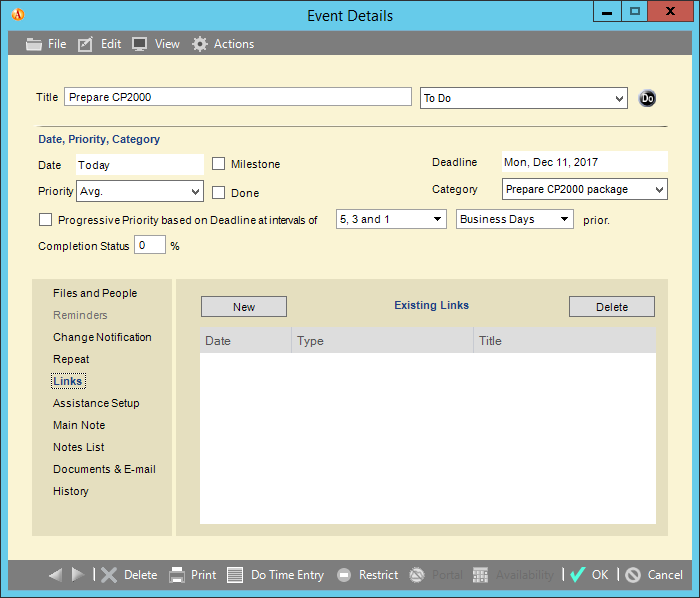 Event Details
File Edit View Actions
Title Prepare CP2000 To Do Do
Date, Priority, Category
Date Today Milestone Deadline Mon, Dec 11, 2017
Priority Avg. Done Category Prepare CP2000 package
Progressive Priority based on Deadline at intervals of 5, 3 and 1 Business Days prior.
Completion Status 0 %
Files and People
Reminders
Change Notification
Repeat
Links
Assistance Setup
Main Note
Notes List
Documents & E-mail
History
New Existing Links Delete
Date Type Title
Delete Print Do Time Entry Restrict Portal Availability OK Cancel